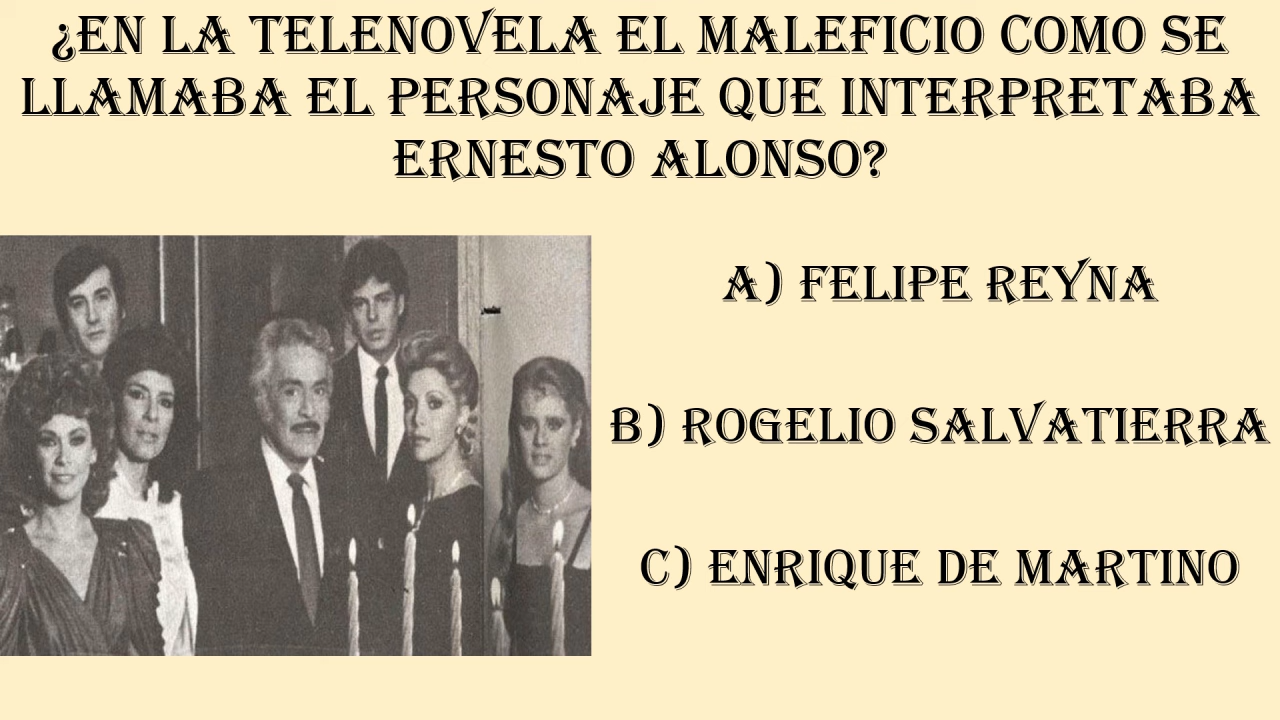 ¿EN LA TELENOVELA EL MALEFICIO COMO SE
LLAMABA EL PERSONAJE QUE INTERPRETABA
ERNESTO ALONSO?
A) FELIPE REYNA
B) ROGELIO SALVATIERRA
C) ENRIQUE DE MARTINO